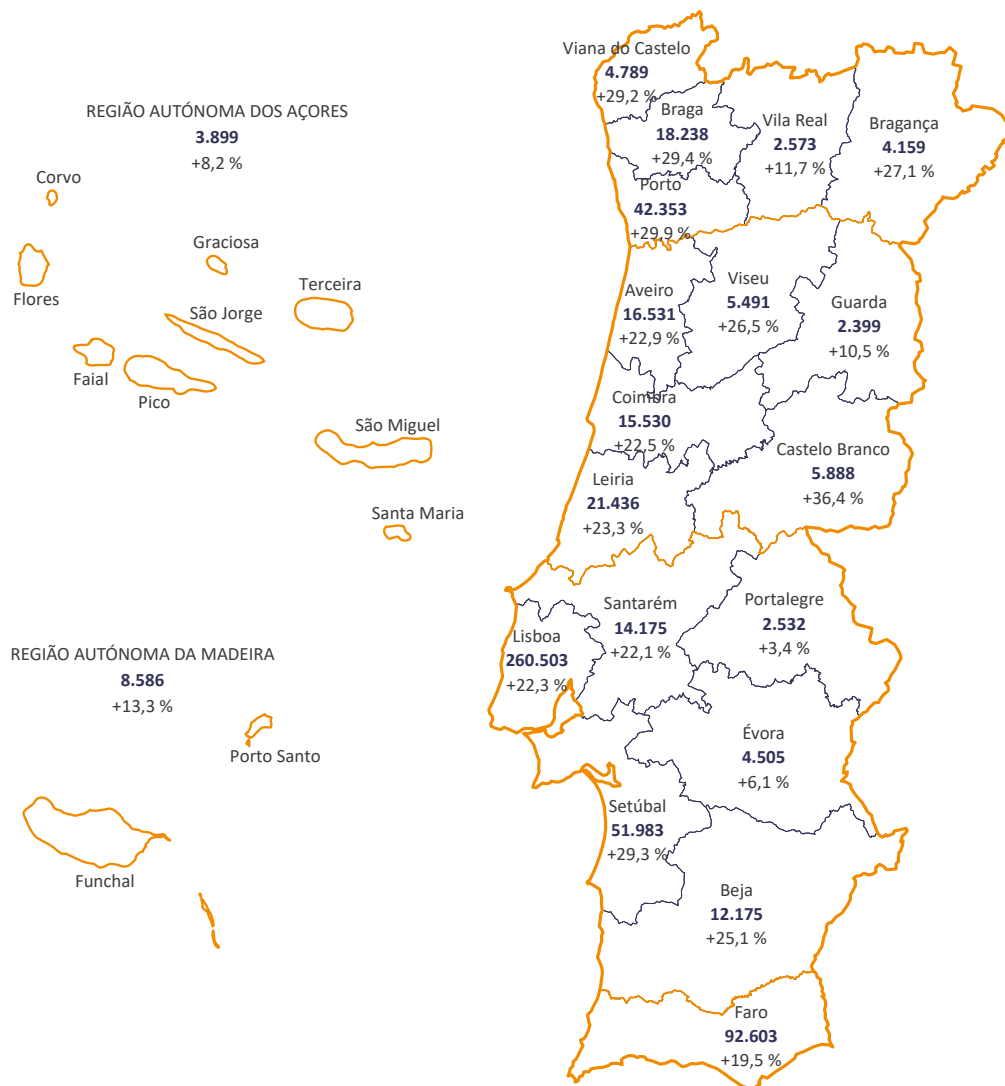 REGIÃO AUTÓNOMA DOS AÇORES
3.899
+8,2 %
Corvo
Graciosa
Flores
Terceira
São Jorge
Faial
Pico
São Miguel
Santa Maria
REGIÃO AUTÓNOMA DA MADEIRA
8.586
+13,3 %
Porto Santo
Funchal
Viana do Castelo
4.789
+29,2 %
Braga
18.238
+29,4 %
Vila Real
2.573
+11,7 %
Bragança
4.159
+27,1 %
Porto
42.353
+29,9 %
Aveiro
16.531
+22,9 %
Viseu
5.491
+26,5 %
Guarda
2.399
+10,5 %
Coimbra
15.530
+22,5 %
Castelo Branco
5.888
+36,4 %
Leiria
21.436
+23,3 %
Santarém
14.175
+22,1 %
Portalegre
2.532
+3,4 %
Lisboa
260.503
+22,3 %
Évora
4.505
+6,1 %
Setúbal
51.983
+29,3 %
Beja
12.175
+25,1 %
Faro
92.603
+19,5 %